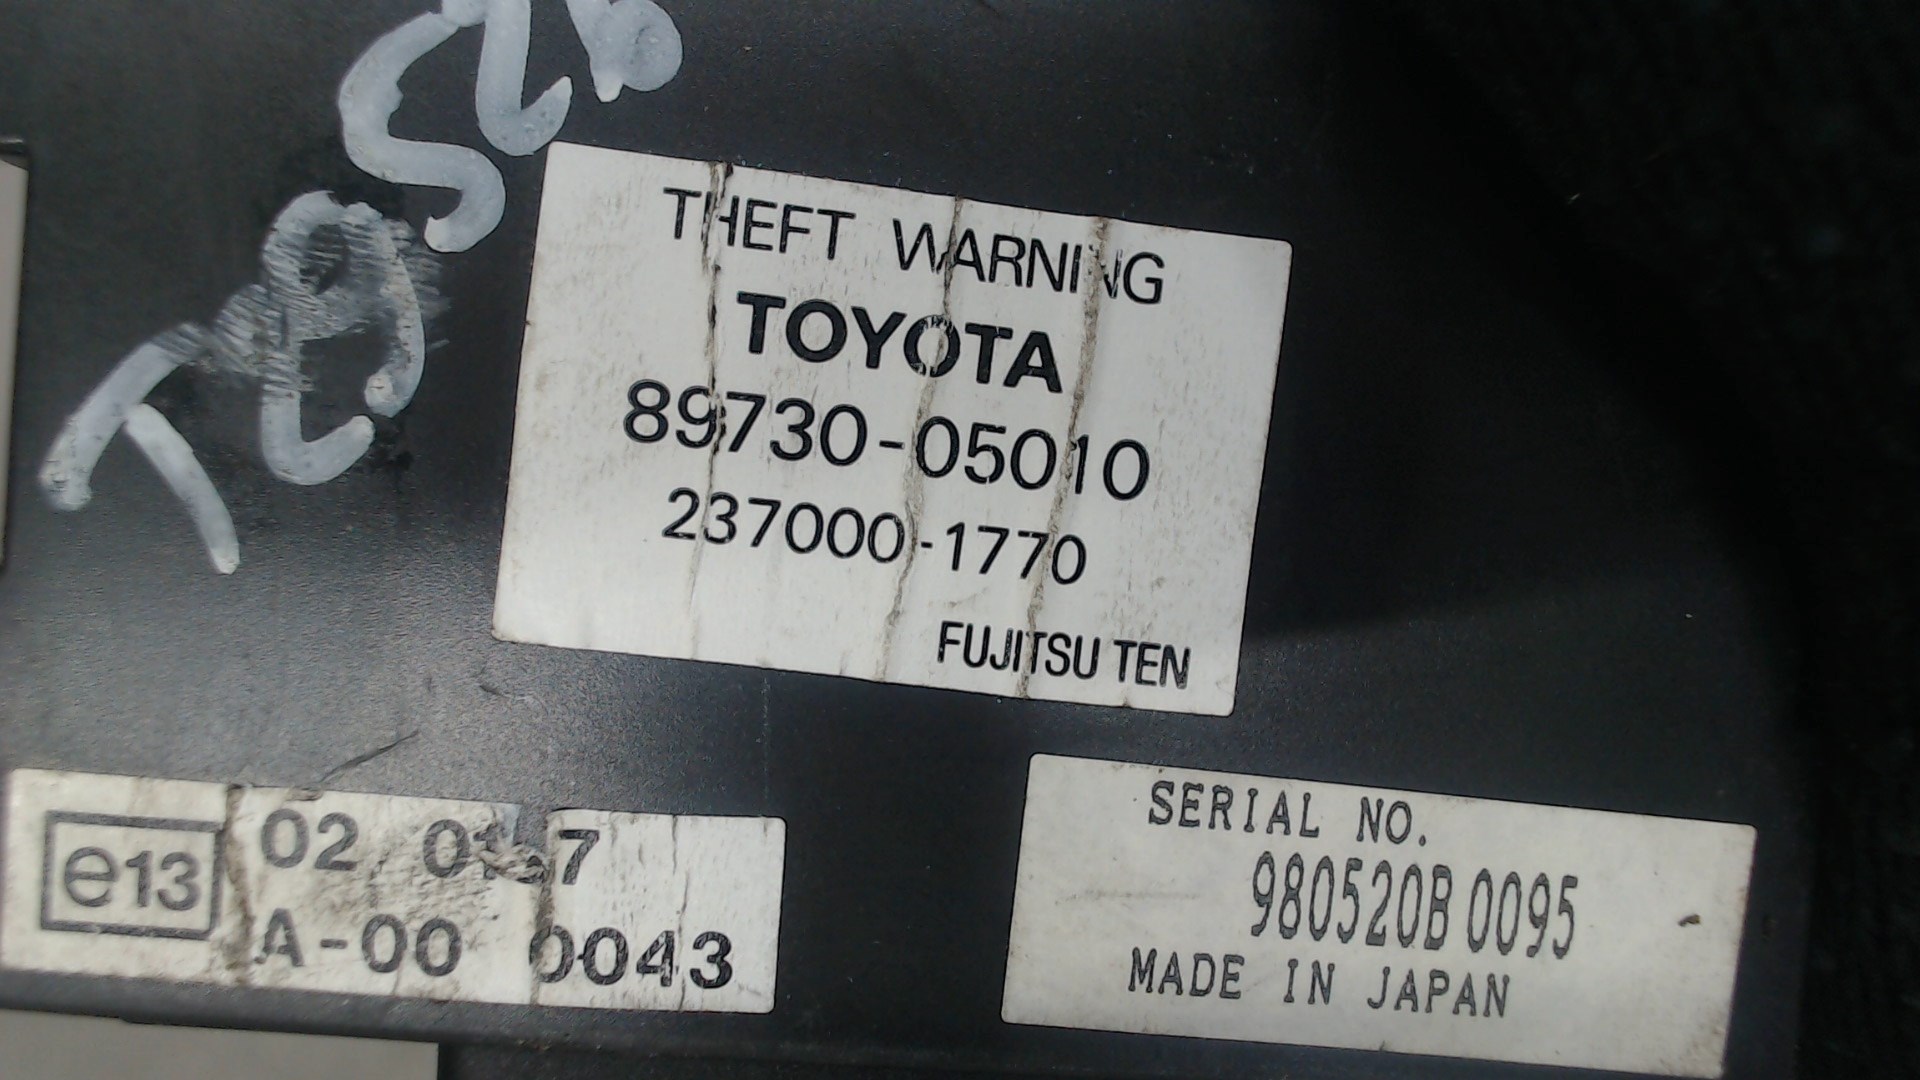 THEFT WARNING
TOYOTA
89730-05010
237000-1770
FUJITSU TEN
e13
02
A-00 0043
SERIAL NO.
980520B 0095
MADE IN JAPAN